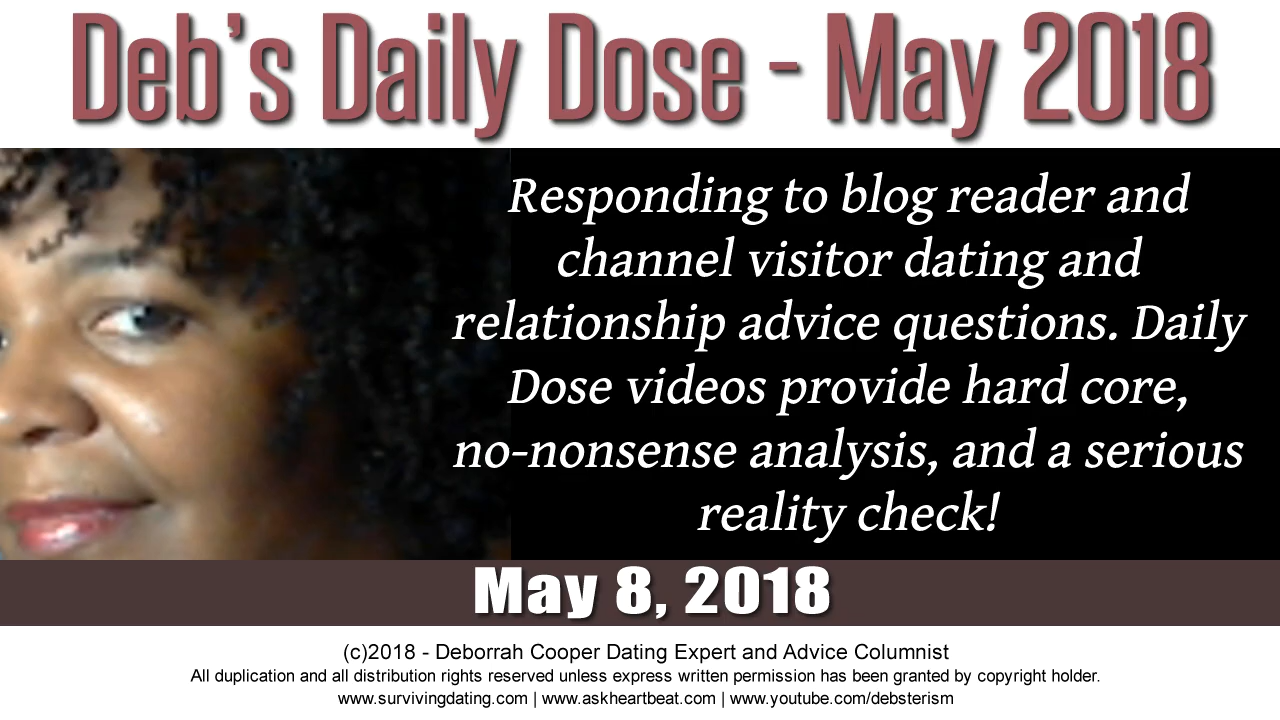 Deb's Daily Dose - May 2018
Responding to blog reader and
channel visitor dating and
relationship advice questions. Daily
Dose videos provide hard core,
no-nonsense analysis, and a serious
reality check!
May 8, 2018
(c)2018 - Deborrah Cooper Dating Expert and Advice Columnist
All duplication and all distribution rights reserved unless express written permission has been granted by copyright holder.
www.survivingdating.com | www.askheartbeat.com | www.youtube.com/debsterism